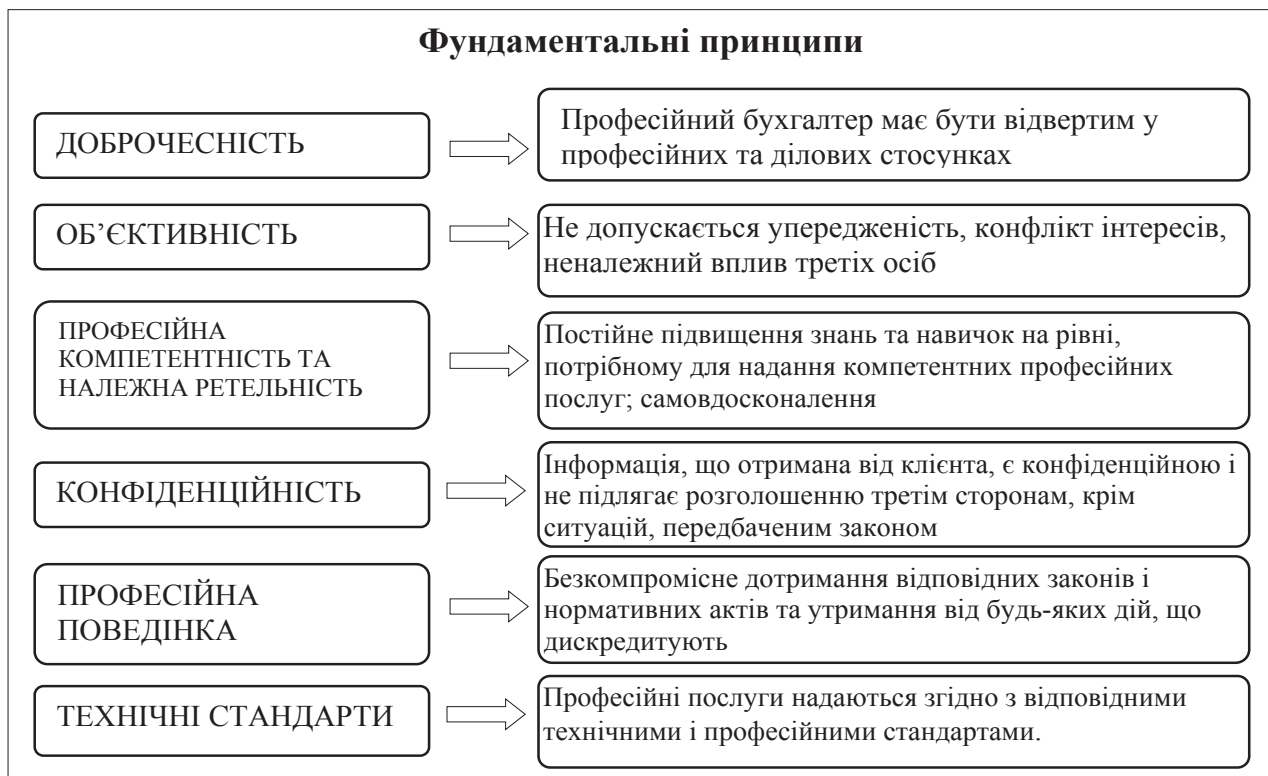 Фундаментальні принципи
ДОБРОЧЕСНІСТЬ
Професійний бухгалтер має бути відвертим у
професійних та ділових стосунках
ОБ’ЄКТИВНІСТЬ
Не допускається упередженість, конфлікт інтересів,
неналежний вплив третіх осіб
ПРОФЕСІЙНА
КОМПЕТЕНТНІСТЬ ТА
НАЛЕЖНА РЕТЕЛЬНІСТЬ
Постійне підвищення знань та навичок на рівні,
потрібному для надання компетентних професійних
послуг; самовдосконалення
КОНФІДЕНЦІЙНІСТЬ
Інформація, що отримана від клієнта, є конфіденційною і
не підлягає розголошенню третім сторонам, крім
ситуацій, передбаченим законом
ПРОФЕСІЙНА
ПОВЕДІНКА
Безкомпромісне дотримання відповідних законів і
нормативних актів та утримання від будь-яких дій, що
дискредитують
ТЕХНІЧНІ СТАНДАРТИ
Професійні послуги надаються згідно з відповідними
технічними і професійними стандартами.